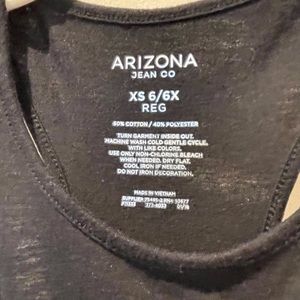 ARIZONA
JEAN CO
XS 6/6X
REG
60% COTTON / 40% POLYESTER
TURN GARMENT INSIDE OUT.
MACHINE WASH COLD GENTLE CYCLE.
WITH LIKE COLORS.
USE ONLY NON-CHLORINE BLEACH
WHEN NEEDED. DRY FLAT.
COOL IRON IF NEEDED.
DO NOT IRON DECORATION.
MADE IN VIETNAM
SUPPLIER